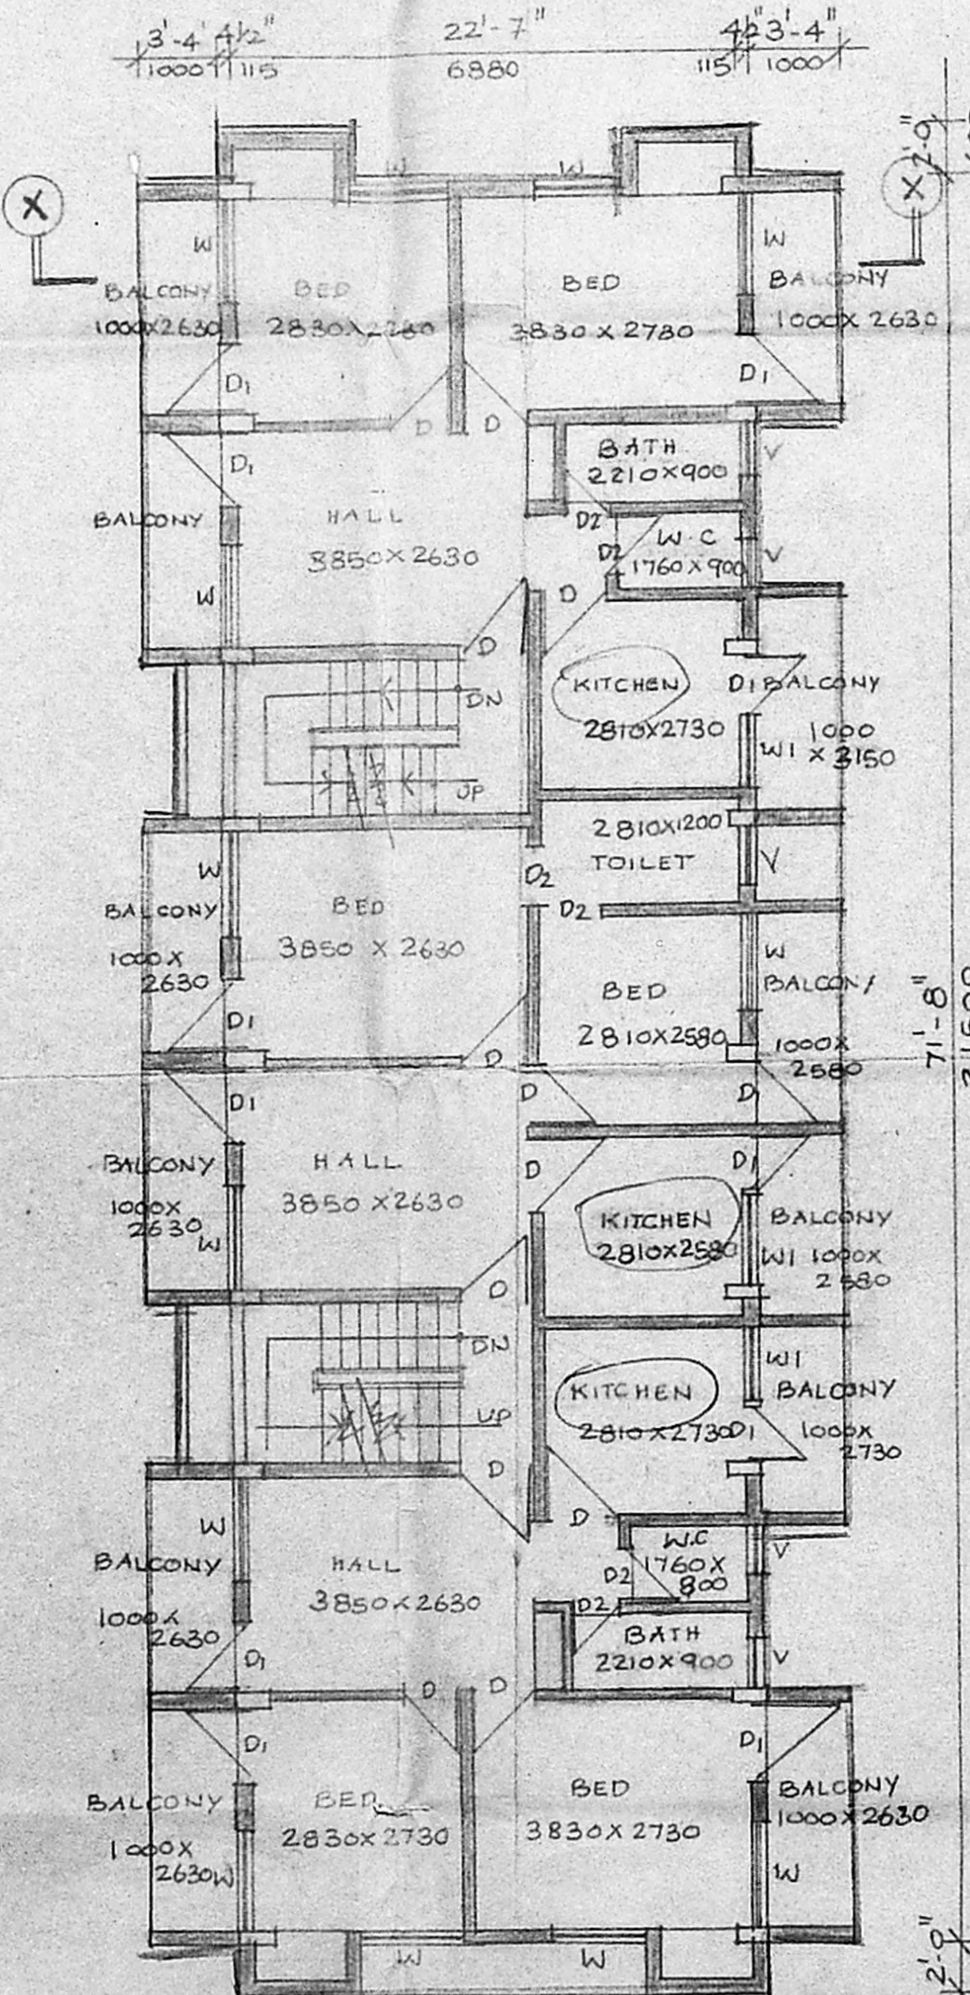 3'-4" 4½" 22'-7" 4½" 3'-4"
1000 115 6880 115 1000
2'-0"
X X
W W
W W
BALCONY BED BED BALCONY
1000X2630 3830 X 2780 1000X 2630
D1 D1
D D
D1 BATH V
2210X900
BALCONY HALL D2 W.C
3850X2630 D2 1760X900 V
W D
D
KITCHEN D1 BALCONY
DN 2810X2730 W1 1000
X 3150
UP
2810X1200
W TOILET V
D2
BALCONY BED D2
3850 X 2630 W
1000X BED BALCONY
2630 2810X2580
D1 1000X
D 2580
71'-8"
D1 D D
HALL D D1
BALCONY 3850 X2630
1000X KITCHEN BALCONY
2630 2810X2580
W W1 1000X
D 2580
DN W1
KITCHEN BALCONY
UP 2810X2730 D1 1000X
2730
D
D
W W.C V
BALCONY HALL 1760X
3850X2630 D2 900
1000X D2
2630 BATH
D1 2210X900 V
D D
D1 D1
BALCONY BED BED BALCONY
2830X2730 3830X2730 1000X2630
1000X
2630 W W
W W
2'-0"